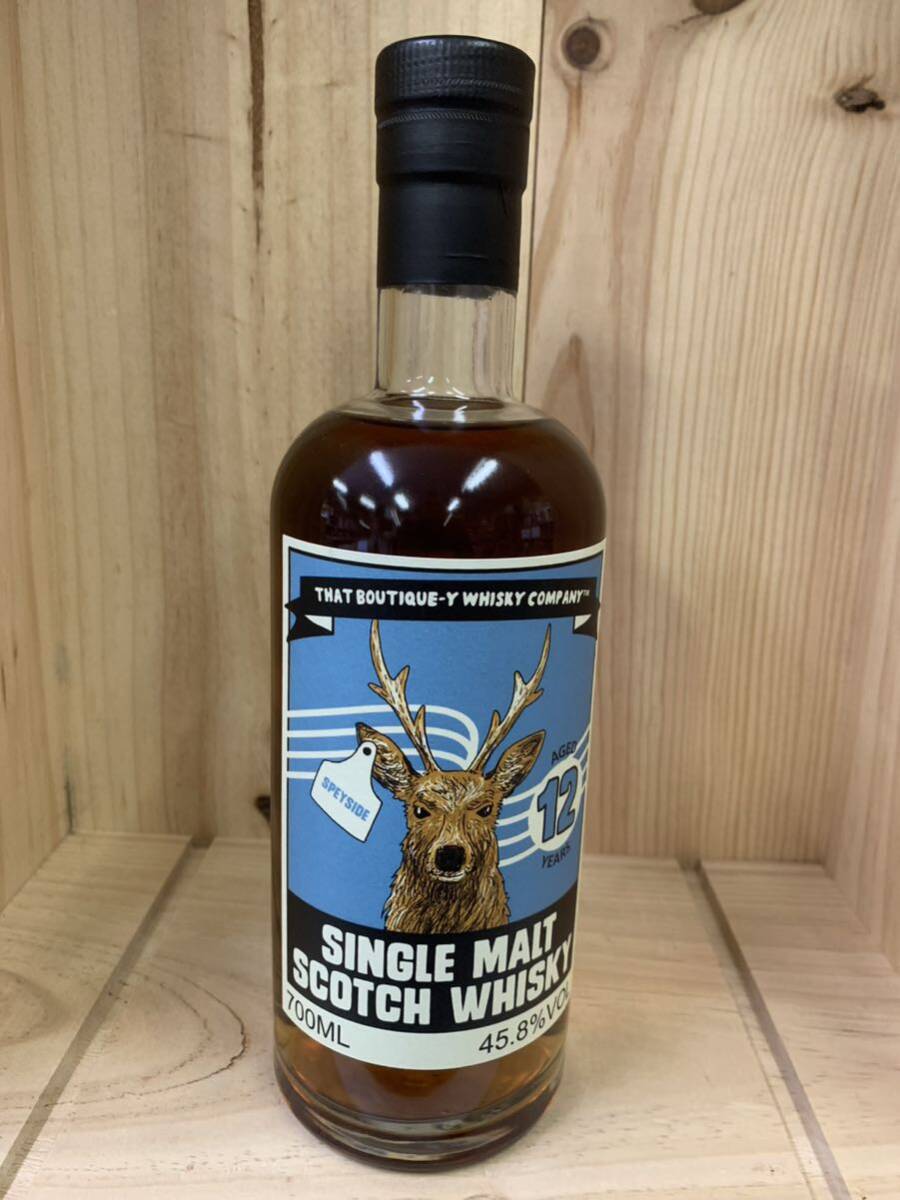 THAT BOUTIQUE-Y WHISKY COMPANY™
SPEYSIDE
AGED
12
YEARS
SINGLE MALT
SCOTCH WHISKY
700ML
45.8%VOL